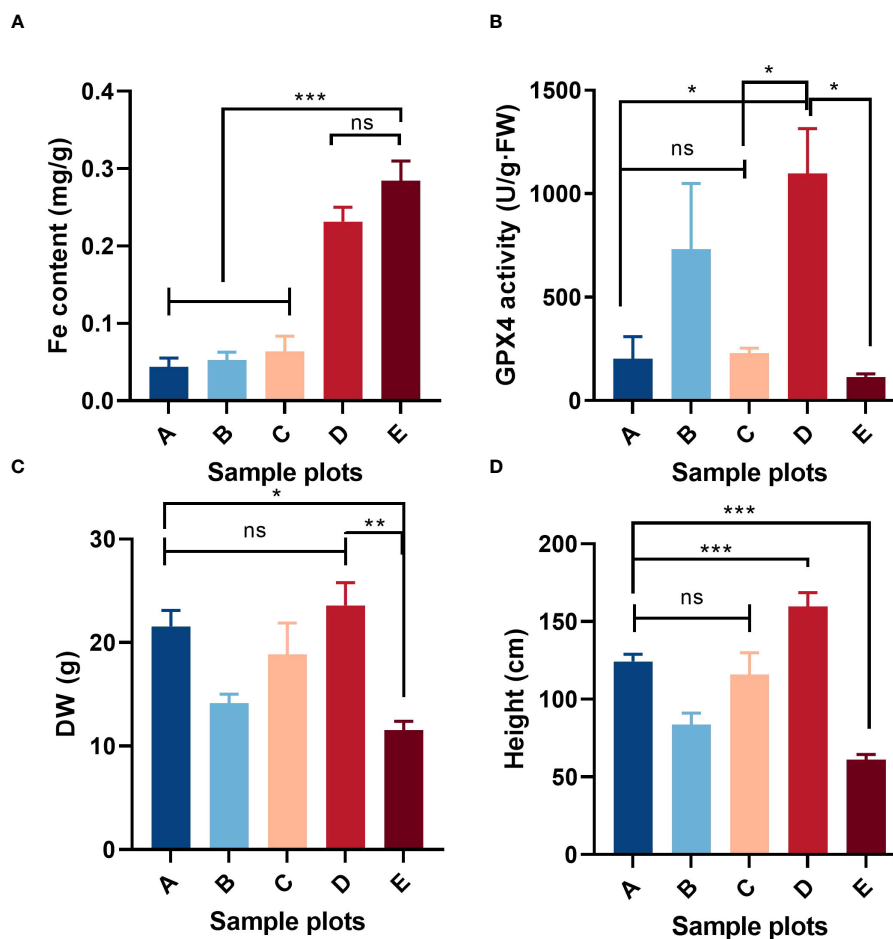 A
0.4
0.3
0.2
0.1
0.0
Fe content (mg/g)
***
ns
A B C D E
Sample plots
B
1500
1000
500
0
GPX4 activity (U/g·FW)
*
*
*
ns
A B C D E
Sample plots
C
30
20
10
0
DW (g)
*
ns
**
A B C D E
Sample plots
D
200
150
100
50
0
Height (cm)
***
***
ns
A B C D E
Sample plots